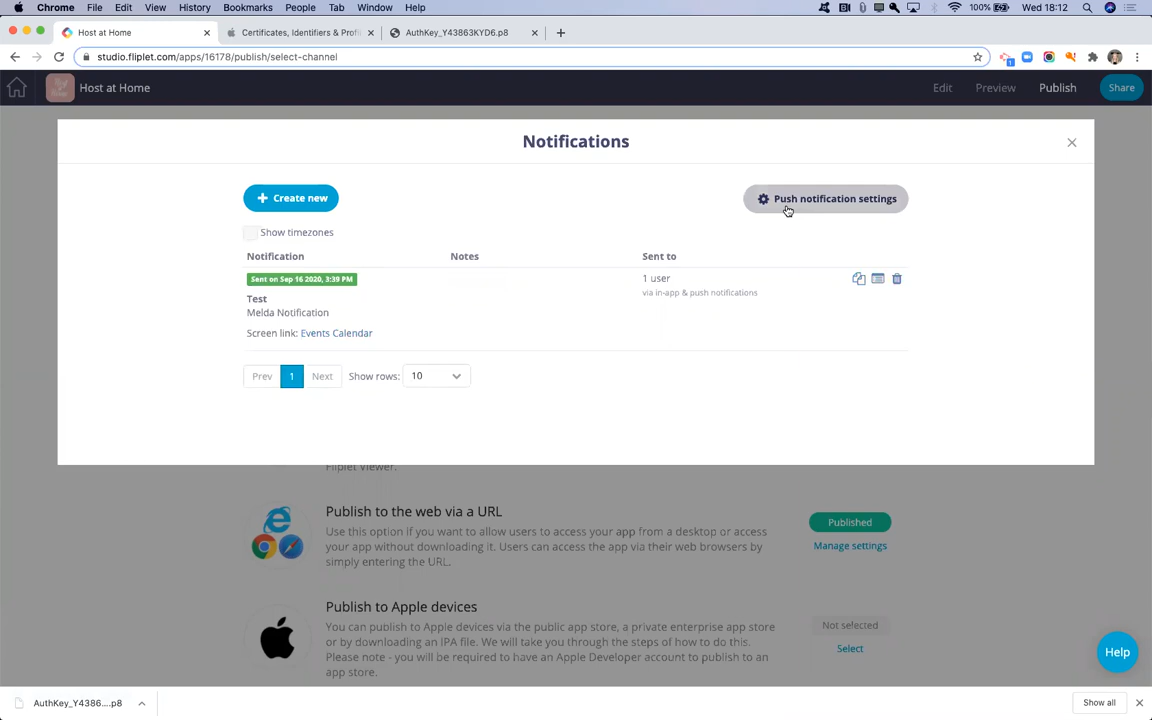 Chrome File Edit View History Bookmarks People Tab Window Help 100% Wed 18:12
Host at Home Certificates, Identifiers & Profil AuthKey_Y43863KYD6.p8
studio.fliplet.com/apps/16178/publish/select-channel 1
Host at Home Edit Preview Publish Share
Notifications
Create new
Push notification settings
Show timezones
Notification Notes Sent to
Sent on Sep 16 2020, 3:39 PM
1 user
via in-app & push notifications
Test
Melda Notification
Screen link: Events Calendar
Prev 1 Next Show rows: 10
Fliplet Viewer.
Publish to the web via a URL
Use this option if you want to allow users to access your app from a desktop or access
your app without downloading it. Users can access the app via their web browsers by
simply entering the URL.
Published
Manage settings
Publish to Apple devices
You can publish to Apple devices via the public app store, a private enterprise app store
or by downloading an IPA file. We will take you through the steps of how to do this.
Please note - you will be required to have an Apple Developer account to publish to an
app store.
Not selected
Select
Help
AuthKey_Y4386....p8 Show all